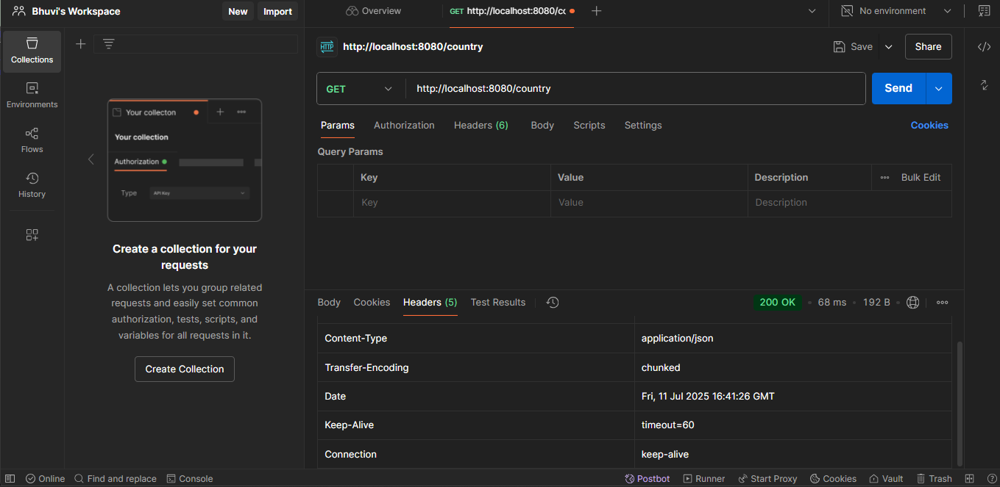 Bhuvi's Workspace
New
Import
Overview
GET http://localhost:8080/cc
No environment
Collections
Environments
Flows
History
Your collecton
Your collection
Authorization
Type
API Key
Create a collection for your
requests
A collection lets you group related
requests and easily set common
authorization, tests, scripts, and
variables for all requests in it.
Create Collection
HTTP
http://localhost:8080/country
Save
Share
GET
http://localhost:8080/country
Send
Params
Authorization
Headers (6)
Body
Scripts
Settings
Cookies
Query Params
Key
Value
Description
Bulk Edit
Key
Value
Description
Body
Cookies
Headers (5)
Test Results
200 OK
68 ms
192 B
Content-Type
application/json
Transfer-Encoding
chunked
Date
Fri, 11 Jul 2025 16:41:26 GMT
Keep-Alive
timeout=60
Connection
keep-alive
Online
Find and replace
Console
Postbot
Runner
Start Proxy
Cookies
Vault
Trash